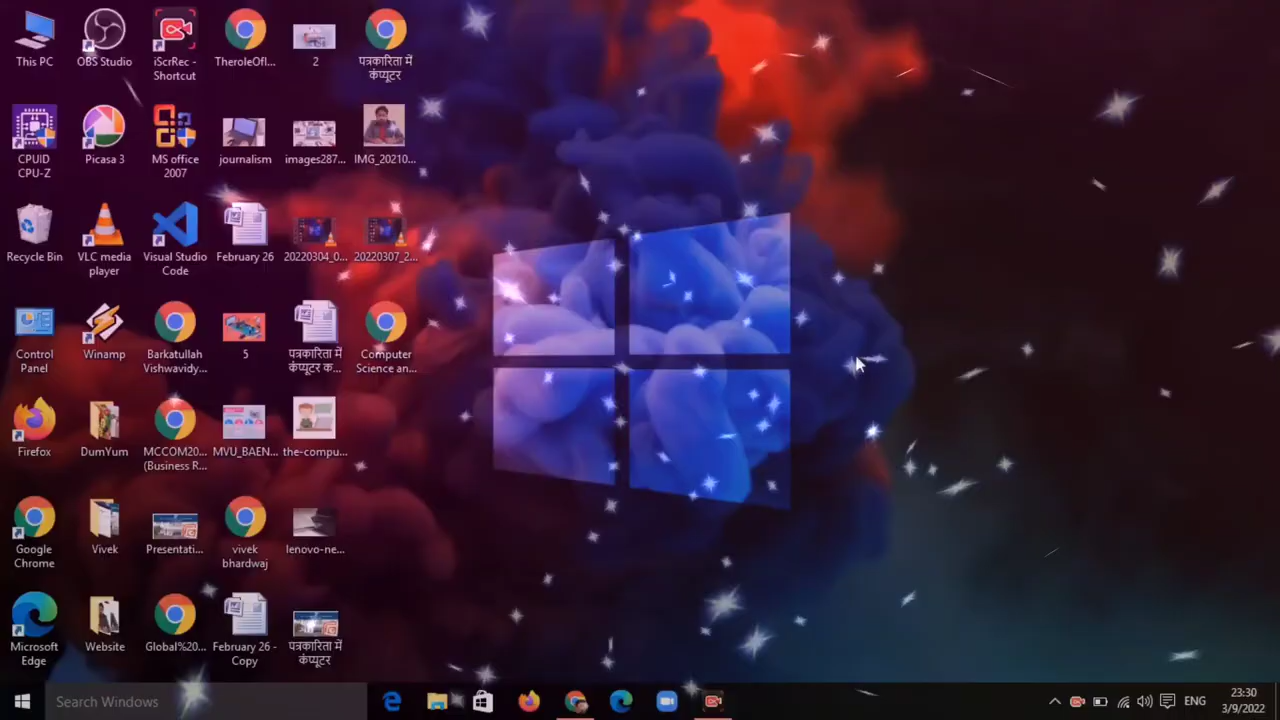 This PC
OBS Studio
iScrRec -
Shortcut
TheroleOfl...
2
पत्रकारिता में
कंप्यूटर
CPUID
CPU-Z
Picasa 3
MS office
2007
journalism
images287...
IMG_20210...
Recycle Bin
VLC media
player
Visual Studio
Code
February 26
20220304_0...
20220307_2...
Control
Panel
Winamp
Barkatullah
Vishwavidy...
5
पत्रकारिता में
कंप्यूटर क...
Computer
Science an...
Firefox
DumYum
MCCOM20...
(Business R...
MVU_BAEN...
the-compu...
Google
Chrome
Vivek
Presentati...
vivek
bhardwaj
lenovo-ne...
Microsoft
Edge
Website
Global%20...
February 26 -
Copy
पत्रकारिता में
कंप्यूटर
Search Windows
ENG
23:30
3/9/2022